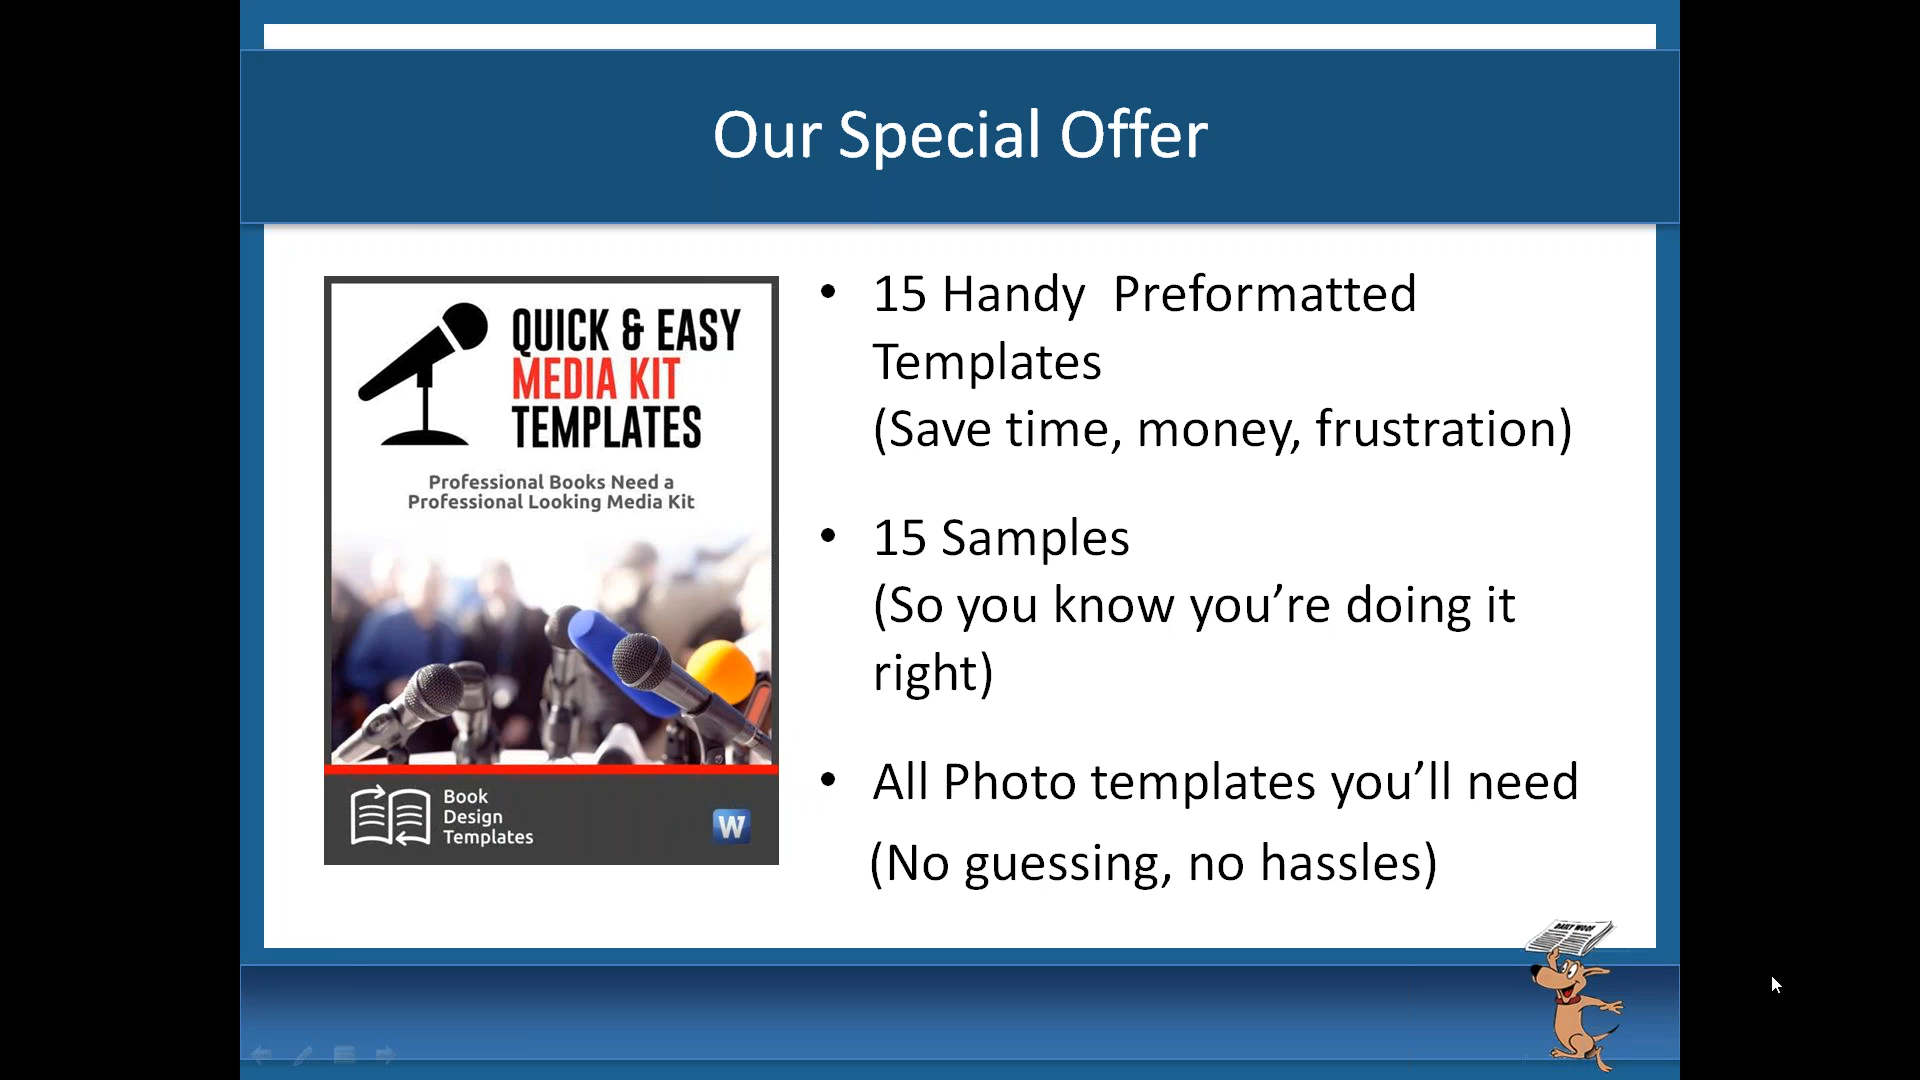 Our Special Offer
QUICK & EASY
MEDIA KIT
TEMPLATES
Professional Books Need a
Professional Looking Media Kit
Book
Design
Templates
W
• 15 Handy  Preformatted
Templates
(Save time, money, frustration)
• 15 Samples
(So you know you’re doing it
right)
• All Photo templates you’ll need
(No guessing, no hassles)
DAILY WOOF